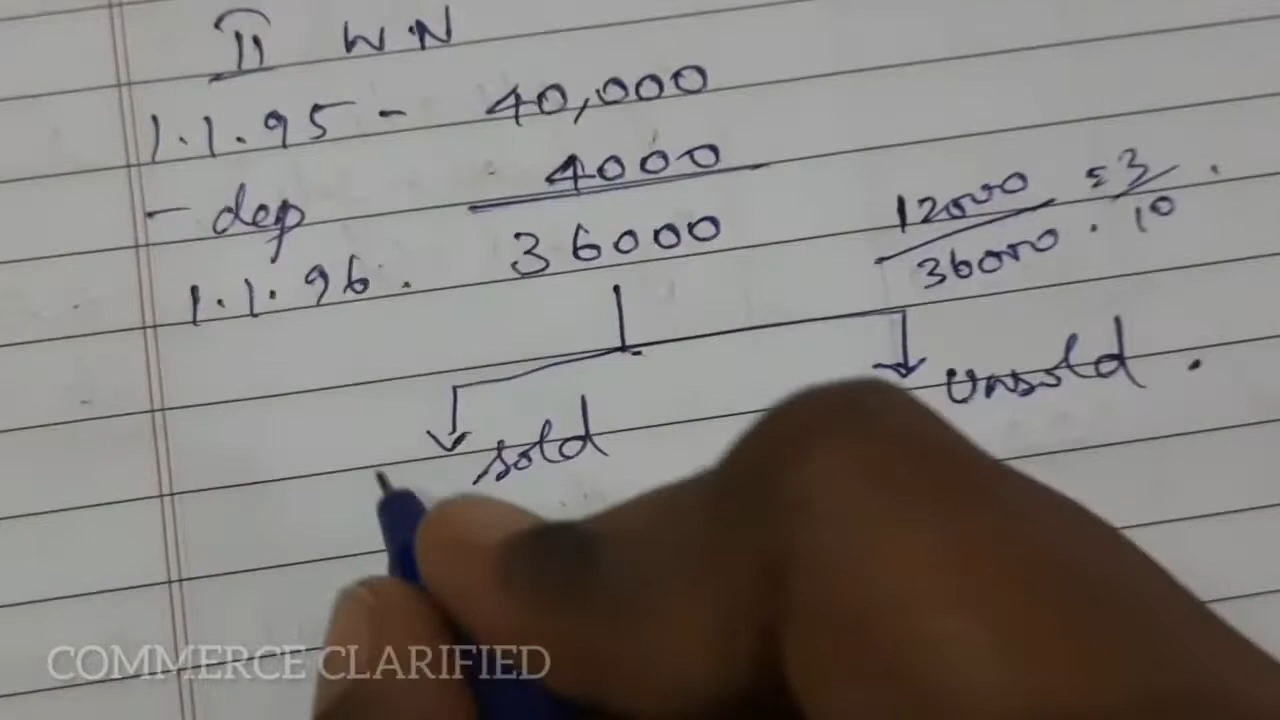 II W N
1.1.95 - 40,000
- dep 4000
1.1.96. 36000
12000/36000 . = 3/10 .
sold
unsold .
COMMERCE CLARIFIED